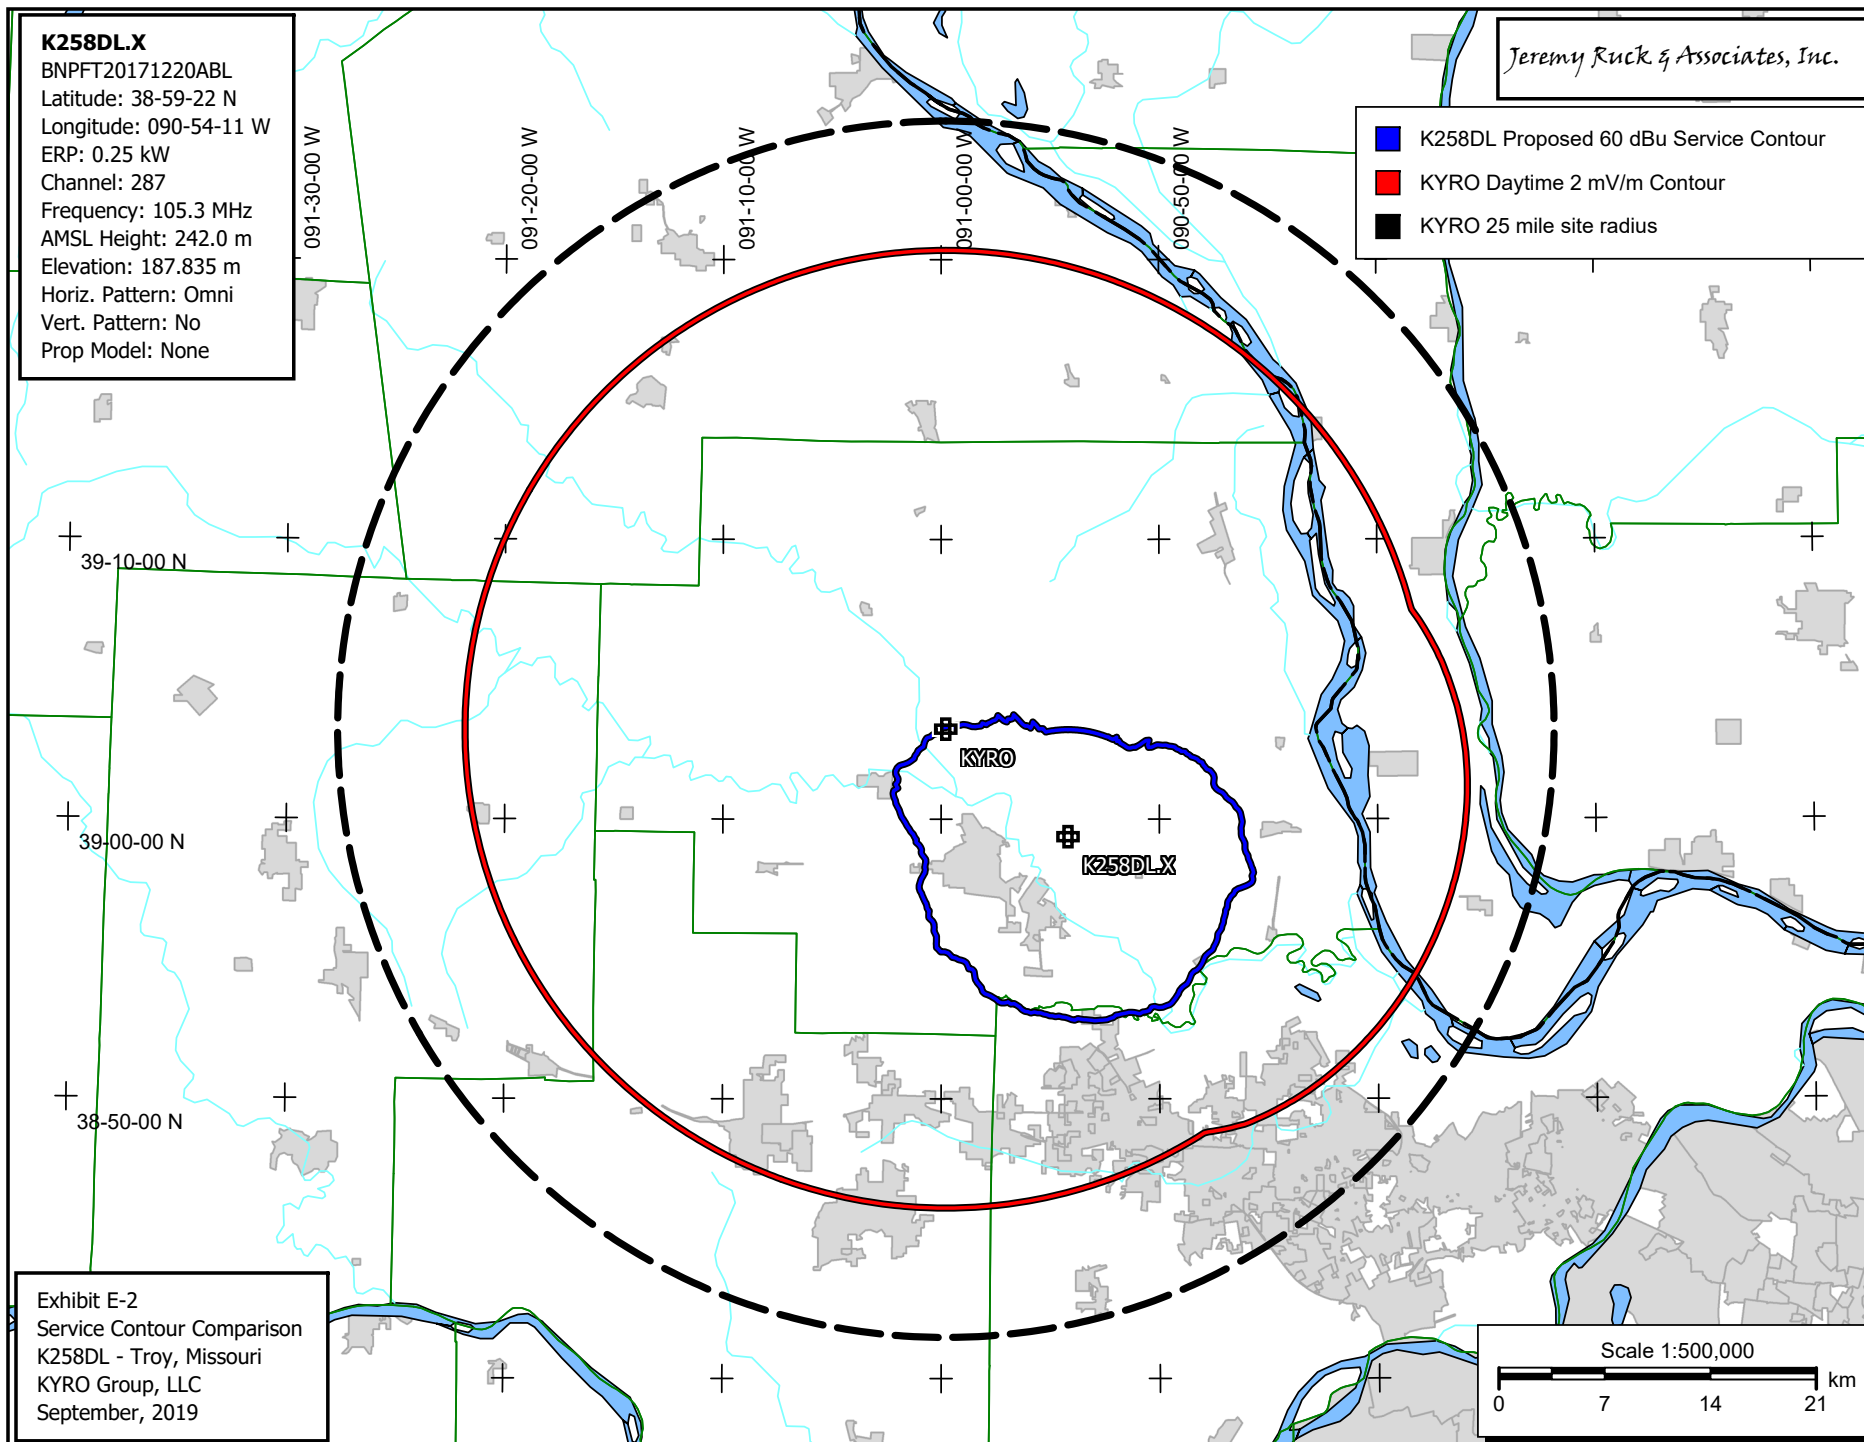 K258DL.X
BNPFT20171220ABL
Latitude: 38-59-22 N
Longitude: 090-54-11 W
ERP: 0.25 kW
Channel: 287
Frequency: 105.3 MHz
AMSL Height: 242.0 m
Elevation: 187.835 m
Horiz. Pattern: Omni
Vert. Pattern: No
Prop Model: None
Jeremy Ruck & Associates, Inc.
K258DL Proposed 60 dBu Service Contour
KYRO Daytime 2 mV/m Contour
KYRO 25 mile site radius
091-30-00 W
091-20-00 W
091-10-00 W
091-00-00 W
090-50-00 W
39-10-00 N
KYRO
39-00-00 N
K258DL.X
38-50-00 N
Exhibit E-2
Service Contour Comparison
K258DL - Troy, Missouri
KYRO Group, LLC
September, 2019
Scale 1:500,000
km
0 7 14 21